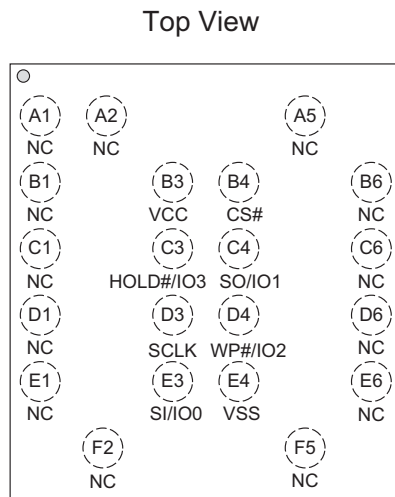 Top View
A1 A2 A5
NC NC NC
B1 B3 B4 B6
NC VCC CS# NC
C1 C3 C4 C6
NC HOLD#/IO3 SO/IO1 NC
D1 D3 D4 D6
NC SCLK WP#/IO2 NC
E1 E3 E4 E6
NC SI/IO0 VSS NC
F2 F5
NC NC